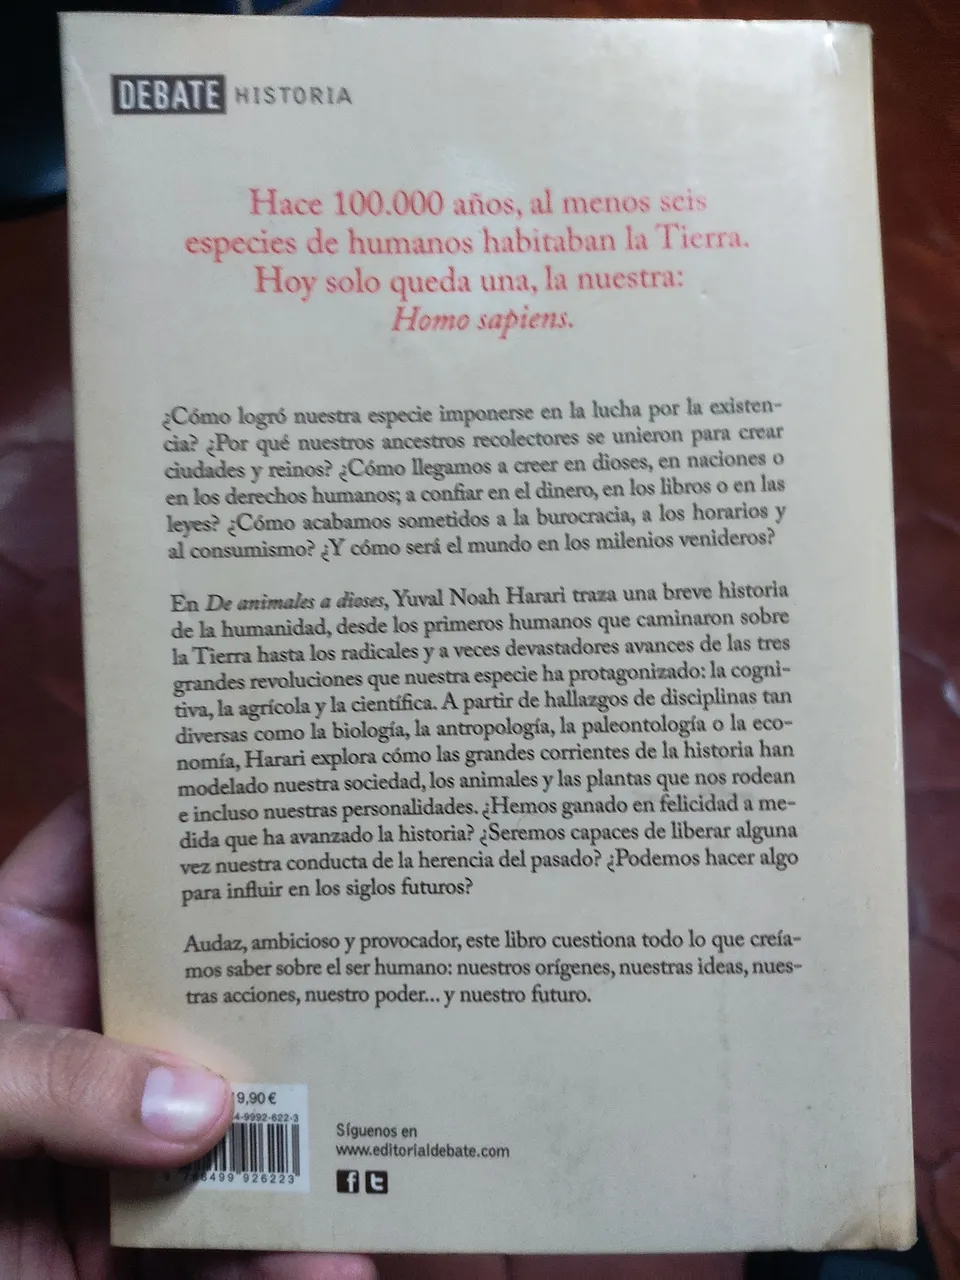 DEBATE HISTORIA
Hace 100.000 años, al menos seis
especies de humanos habitaban la Tierra.
Hoy solo queda una, la nuestra:
Homo sapiens.
¿Cómo logró nuestra especie imponerse en la lucha por la existen-
cia? ¿Por qué nuestros ancestros recolectores se unieron para crear
ciudades y reinos? ¿Cómo llegamos a creer en dioses, en naciones o
en los derechos humanos; a confiar en el dinero, en los libros o en las
leyes? ¿Cómo acabamos sometidos a la burocracia, a los horarios y
al consumismo? ¿Y cómo será el mundo en los milenios venideros?
En De animales a dioses, Yuval Noah Harari traza una breve historia
de la humanidad, desde los primeros humanos que caminaron sobre
la Tierra hasta los radicales y a veces devastadores avances de las tres
grandes revoluciones que nuestra especie ha protagonizado: la cogni-
tiva, la agrícola y la científica. A partir de hallazgos de disciplinas tan
diversas como la biología, la antropología, la paleontología o la eco-
nomía, Harari explora cómo las grandes corrientes de la historia han
modelado nuestra sociedad, los animales y las plantas que nos rodean
e incluso nuestras personalidades. ¿Hemos ganado en felicidad a me-
dida que ha avanzado la historia? ¿Seremos capaces de liberar alguna
vez nuestra conducta de la herencia del pasado? ¿Podemos hacer algo
para influir en los siglos futuros?
Audaz, ambicioso y provocador, este libro cuestiona todo lo que creía-
mos saber sobre el ser humano: nuestros orígenes, nuestras ideas, nues-
tras acciones, nuestro poder... y nuestro futuro.
9,90 €
4-9992-622-3
499 926223
Síguenos en
www.editorialdebate.com